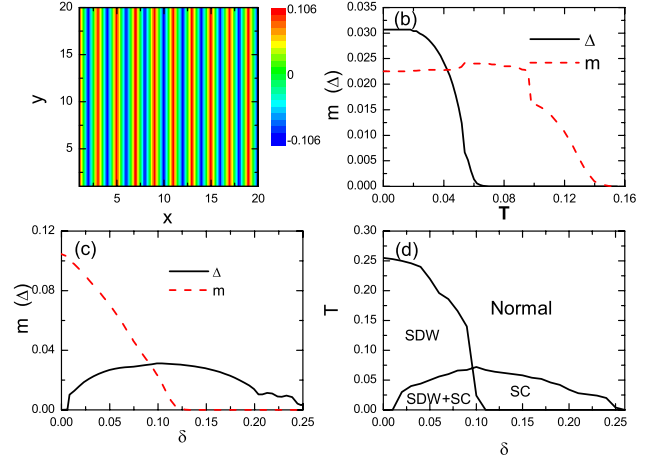 20
15
10
5
y
5 10 15 20
x
0.106
0
-0.106
(b)
Δ
m
0.035
0.030
0.025
0.020
0.015
0.010
0.005
0.000
m (Δ)
0.00 0.04 0.08 0.12 0.16
T
(c)
Δ
m
0.12
0.08
0.04
0.00
m (Δ)
0.00 0.05 0.10 0.15 0.20 0.25
δ
(d)
0.30
0.25
0.20
0.15
0.10
0.05
0.00
T
Normal
SDW
SDW+SC
SC
0.00 0.05 0.10 0.15 0.20 0.25
δ